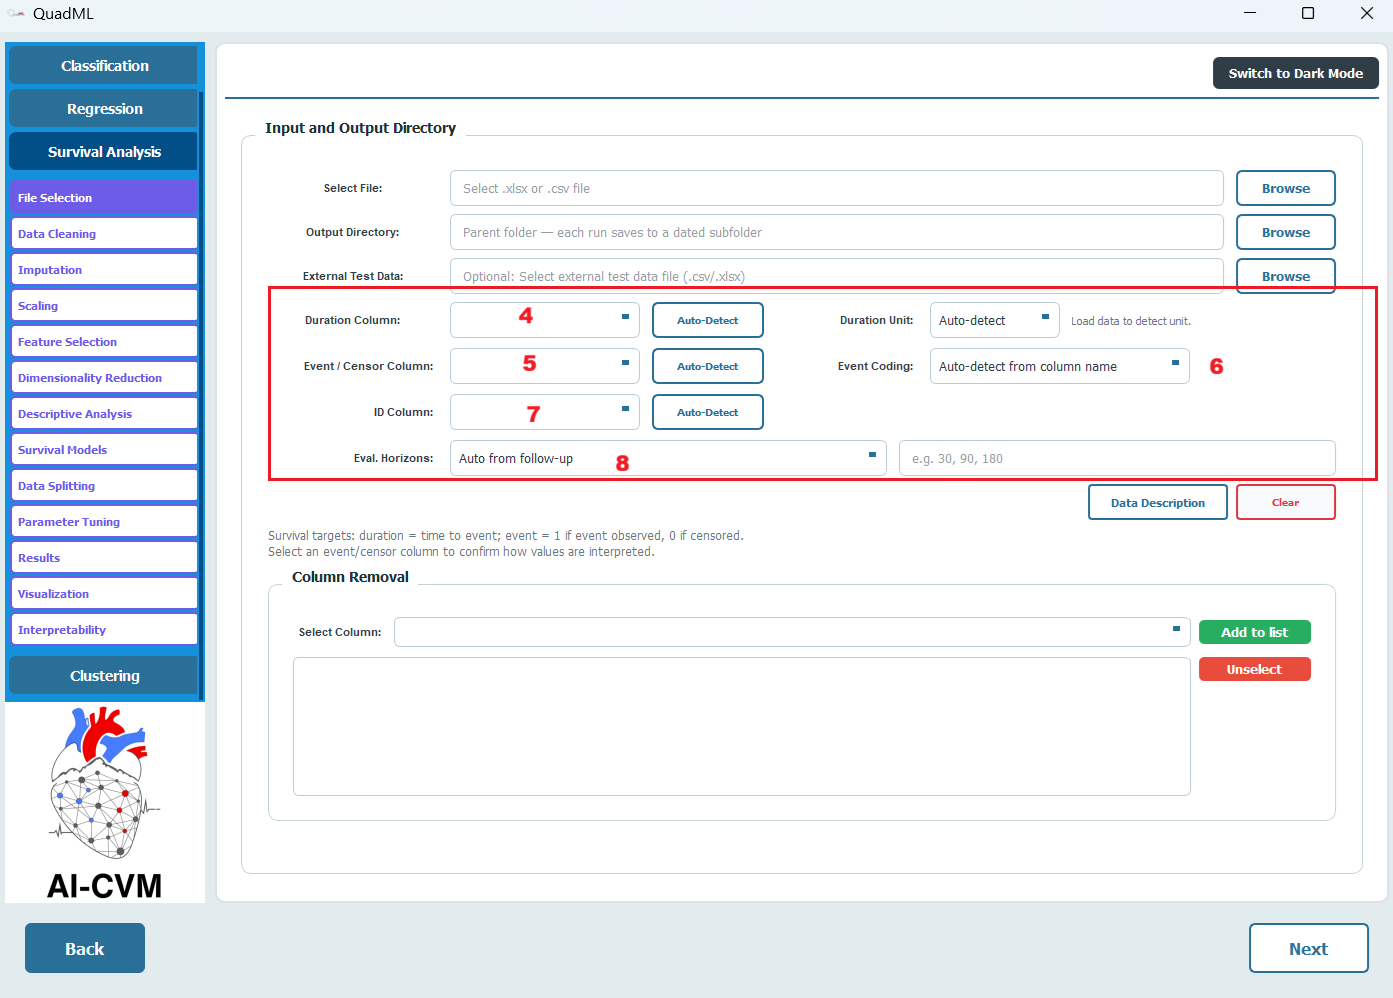 QuadML
Classification
Regression
Survival Analysis
File Selection
Data Cleaning
Imputation
Scaling
Feature Selection
Dimensionality Reduction
Descriptive Analysis
Survival Models
Data Splitting
Parameter Tuning
Results
Visualization
Interpretability
Clustering
AI-CVM
Switch to Dark Mode
Input and Output Directory
Select File: Select .xlsx or .csv file Browse
Output Directory: Parent folder — each run saves to a dated subfolder Browse
External Test Data: Optional: Select external test data file (.csv/.xlsx) Browse
Duration Column: 4 Auto-Detect Duration Unit: Auto-detect Load data to detect unit.
Event / Censor Column: 5 Auto-Detect Event Coding: Auto-detect from column name 6
ID Column: 7 Auto-Detect
Eval. Horizons: Auto from follow-up 8 e.g. 30, 90, 180
Data Description Clear
Survival targets: duration = time to event; event = 1 if event observed, 0 if censored.
Select an event/censor column to confirm how values are interpreted.
Column Removal
Select Column: Add to list
Unselect
Back Next